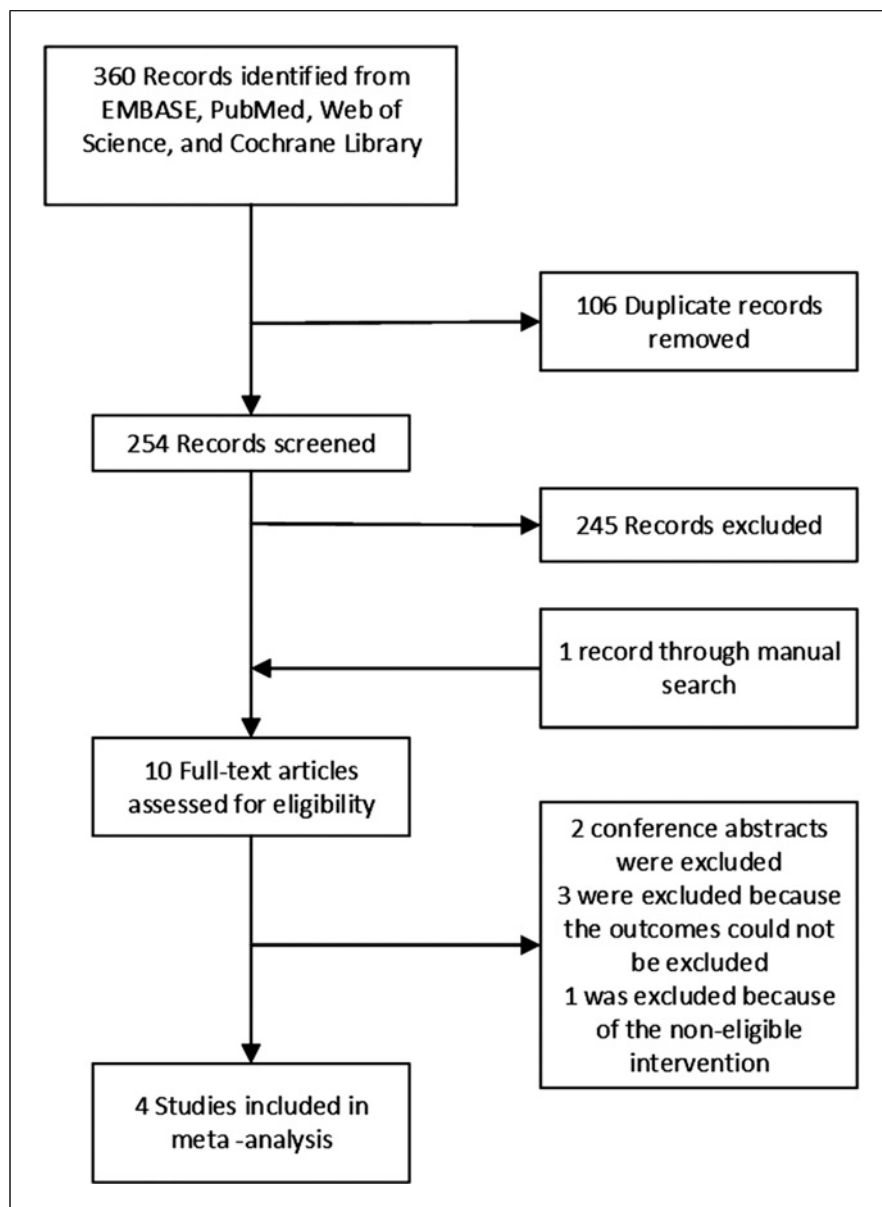 360 Records identified from
EMBASE, PubMed, Web of
Science, and Cochrane Library
106 Duplicate records
removed
254 Records screened
245 Records excluded
1 record through manual
search
10 Full-text articles
assessed for eligibility
2 conference abstracts
were excluded
3 were excluded because
the outcomes could not
be excluded
1 was excluded because
of the non-eligible
intervention
4 Studies included in
meta -analysis